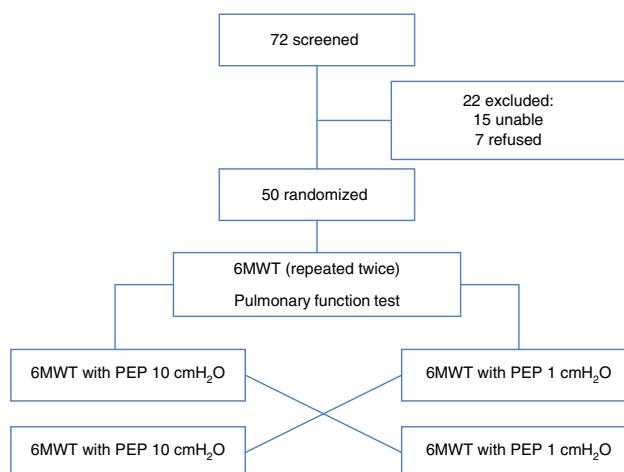 72 screened
22 excluded:
15 unable
7 refused
50 randomized
6MWT (repeated twice)
Pulmonary function test
6MWT with PEP 10 cmH₂O
6MWT with PEP 1 cmH₂O
6MWT with PEP 10 cmH₂O
6MWT with PEP 1 cmH₂O